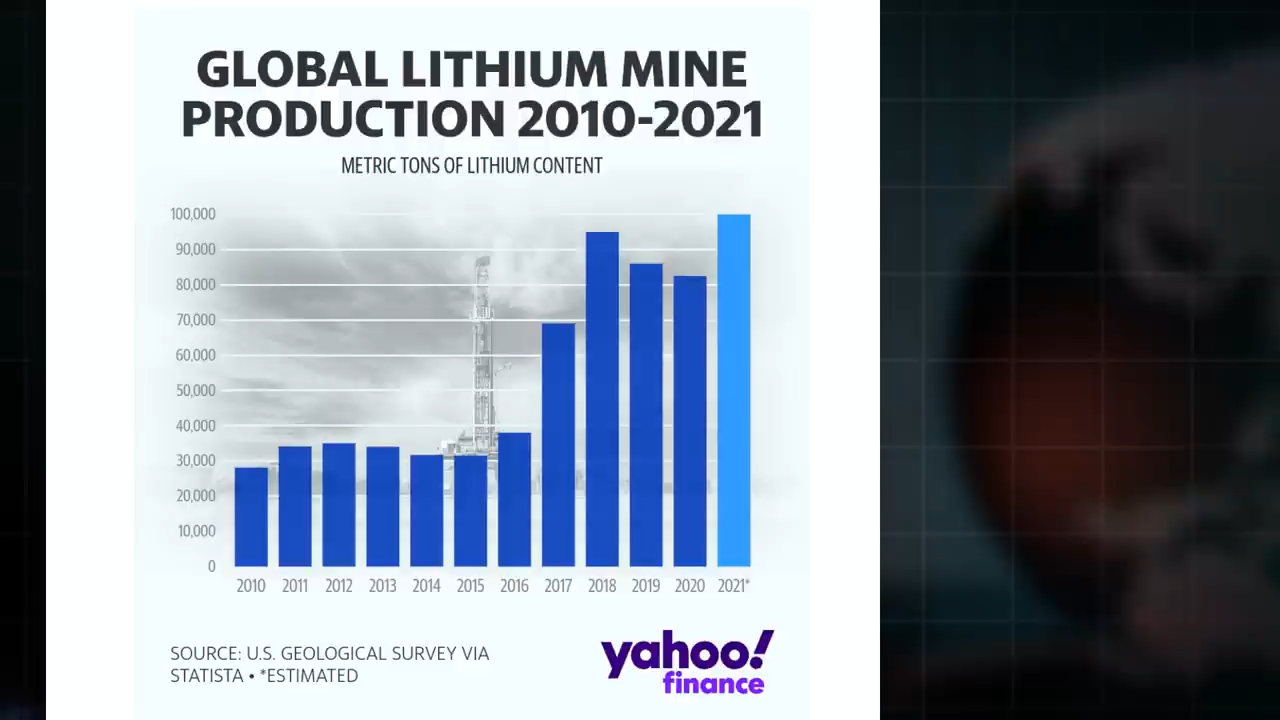 GLOBAL LITHIUM MINE
PRODUCTION 2010-2021
METRIC TONS OF LITHIUM CONTENT
100,000
90,000
80,000
70,000
60,000
50,000
40,000
30,000
20,000
10,000
0
2010 2011 2012 2013 2014 2015 2016 2017 2018 2019 2020 2021*
SOURCE: U.S. GEOLOGICAL SURVEY VIA
STATISTA • *ESTIMATED
yahoo!
finance